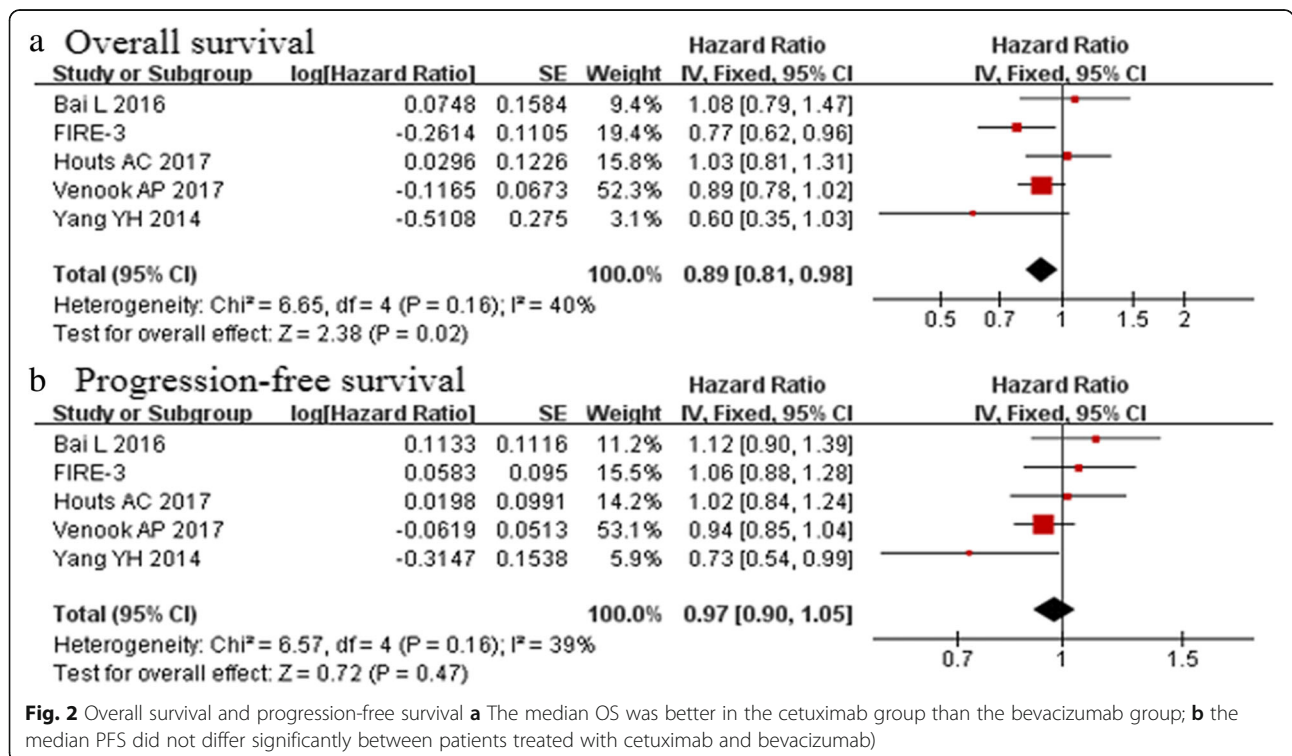 a Overall survival
Hazard Ratio Hazard Ratio
Study or Subgroup log[Hazard Ratio] SE Weight IV, Fixed, 95% CI IV, Fixed, 95% CI
Bai L 2016 0.0748 0.1584 9.4% 1.08 [0.79, 1.47]
FIRE-3 -0.2614 0.1105 19.4% 0.77 [0.62, 0.96]
Houts AC 2017 0.0296 0.1226 15.8% 1.03 [0.81, 1.31]
Venook AP 2017 -0.1165 0.0673 52.3% 0.89 [0.78, 1.02]
Yang YH 2014 -0.5108 0.275 3.1% 0.60 [0.35, 1.03]
Total (95% CI) 100.0% 0.89 [0.81, 0.98]
Heterogeneity: Chi² = 6.65, df = 4 (P = 0.16); I² = 40%
Test for overall effect: Z = 2.38 (P = 0.02)
0.5 0.7 1 1.5 2
b Progression-free survival
Hazard Ratio Hazard Ratio
Study or Subgroup log[Hazard Ratio] SE Weight IV, Fixed, 95% CI IV, Fixed, 95% CI
Bai L 2016 0.1133 0.1116 11.2% 1.12 [0.90, 1.39]
FIRE-3 0.0583 0.095 15.5% 1.06 [0.88, 1.28]
Houts AC 2017 0.0198 0.0991 14.2% 1.02 [0.84, 1.24]
Venook AP 2017 -0.0619 0.0513 53.1% 0.94 [0.85, 1.04]
Yang YH 2014 -0.3147 0.1538 5.9% 0.73 [0.54, 0.99]
Total (95% CI) 100.0% 0.97 [0.90, 1.05]
Heterogeneity: Chi² = 6.57, df = 4 (P = 0.16); I² = 39%
Test for overall effect: Z = 0.72 (P = 0.47)
0.7 1 1.5
Fig. 2 Overall survival and progression-free survival a The median OS was better in the cetuximab group than the bevacizumab group; b the
median PFS did not differ significantly between patients treated with cetuximab and bevacizumab)